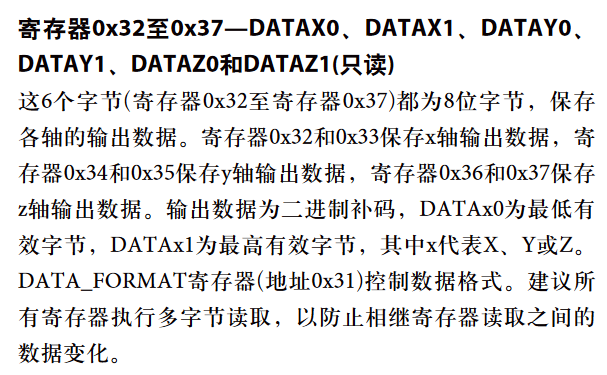 寄存器0x32至0x37—DATAX0、DATAX1、DATAY0、
DATAY1、DATAZ0和DATAZ1(只读)
这6个字节(寄存器0x32至寄存器0x37)都为8位字节，保存
各轴的输出数据。寄存器0x32和0x33保存x轴输出数据，寄
存器0x34和0x35保存y轴输出数据，寄存器0x36和0x37保存
z轴输出数据。输出数据为二进制补码，DATAx0为最低有
效字节，DATAx1为最高有效字节，其中x代表X、Y或Z。
DATA_FORMAT寄存器(地址0x31)控制数据格式。建议所
有寄存器执行多字节读取，以防止相继寄存器读取之间的
数据变化。